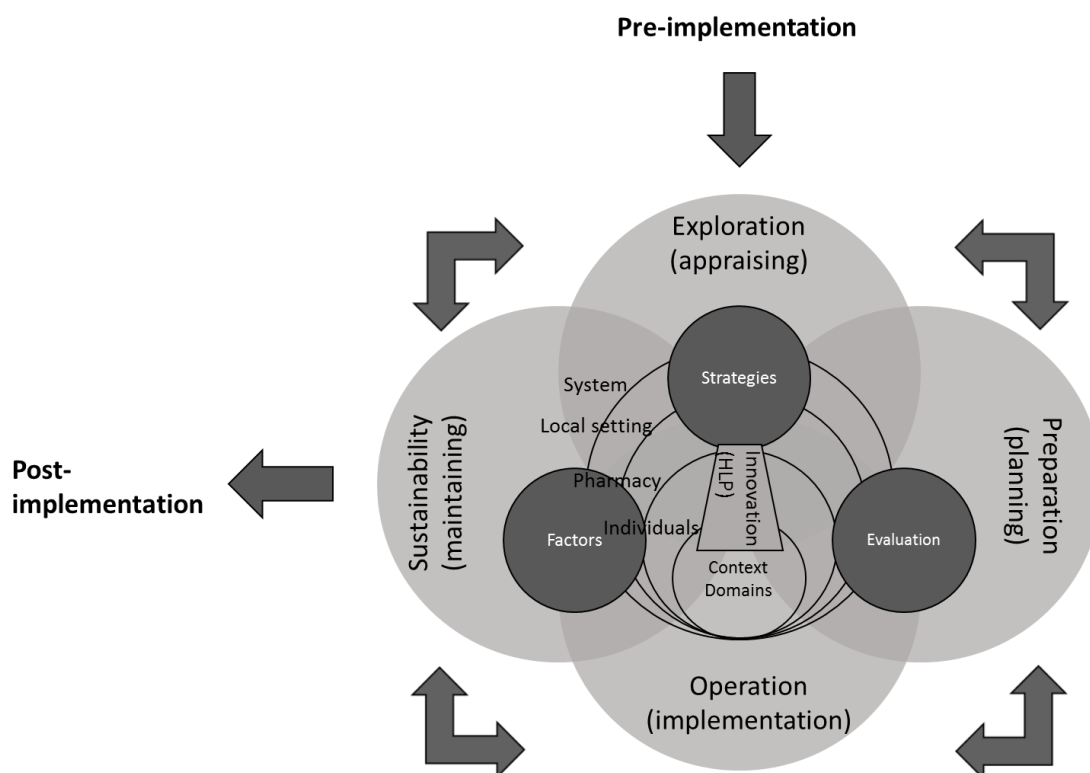 Pre-implementation
Exploration
(appraising)
Strategies
System
Local setting
Pharmacy
Individuals
Innovation
(HLP)
Context
Domains
Factors
Evaluation
Sustainability
(maintaining)
Preparation
(planning)
Post-
implementation
Operation
(implementation)